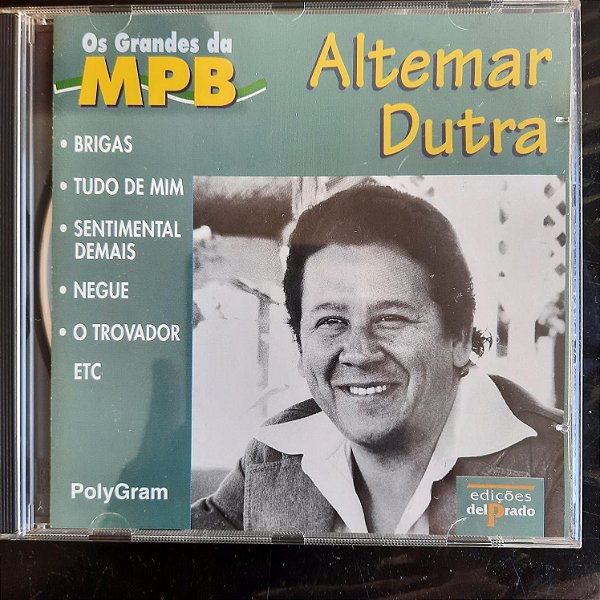 Os Grandes da
MPB
Altemar
Dutra
• BRIGAS
• TUDO DE MIM
• SENTIMENTAL
DEMAIS
• NEGUE
• O TROVADOR
ETC
PolyGram
edições
delPrado